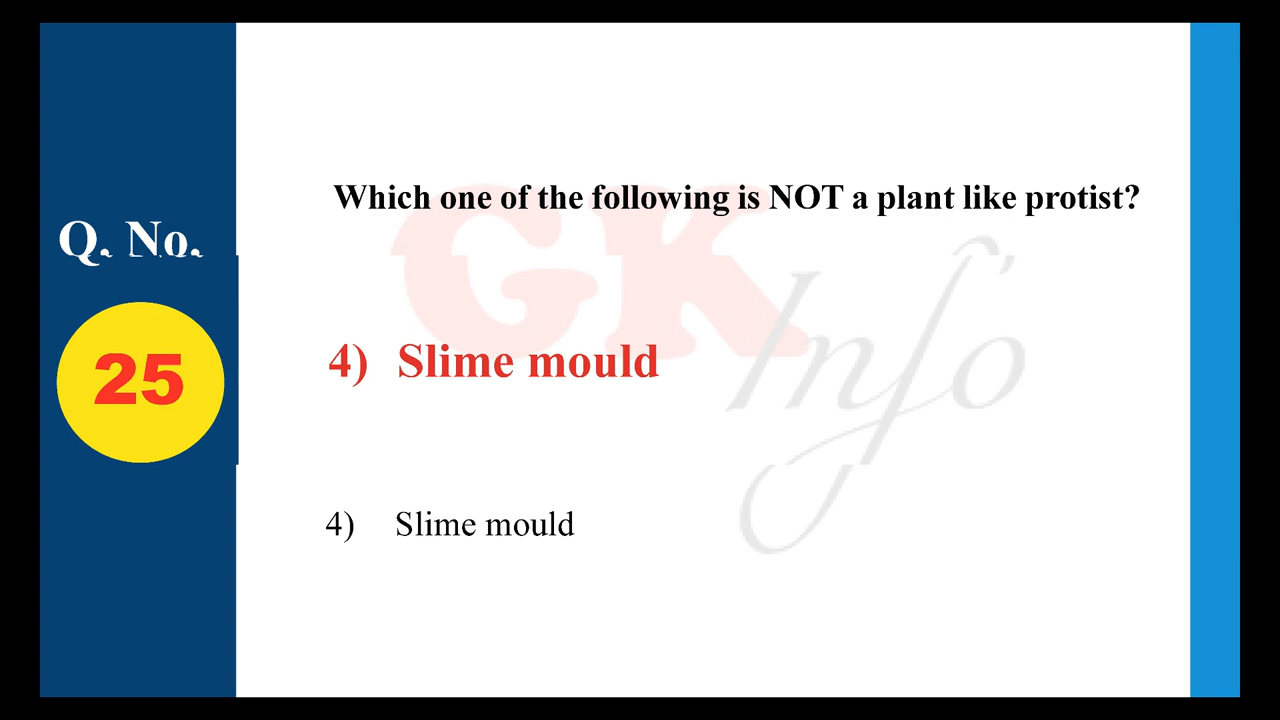 Which one of the following is NOT a plant like protist?
Q. No.
25
GK
Info
4) Slime mould
4) Slime mould